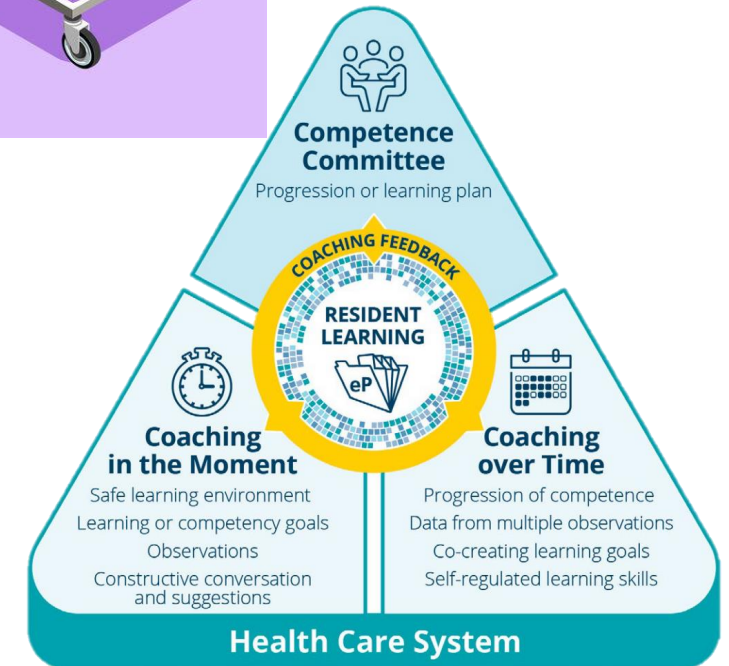 Competence
Committee
Progression or learning plan
COACHING FEEDBACK
RESIDENT
LEARNING
eP
Coaching
in the Moment
Safe learning environment
Learning or competency goals
Observations
Constructive conversation
and suggestions
Coaching
over Time
Progression of competence
Data from multiple observations
Co-creating learning goals
Self-regulated learning skills
Health Care System